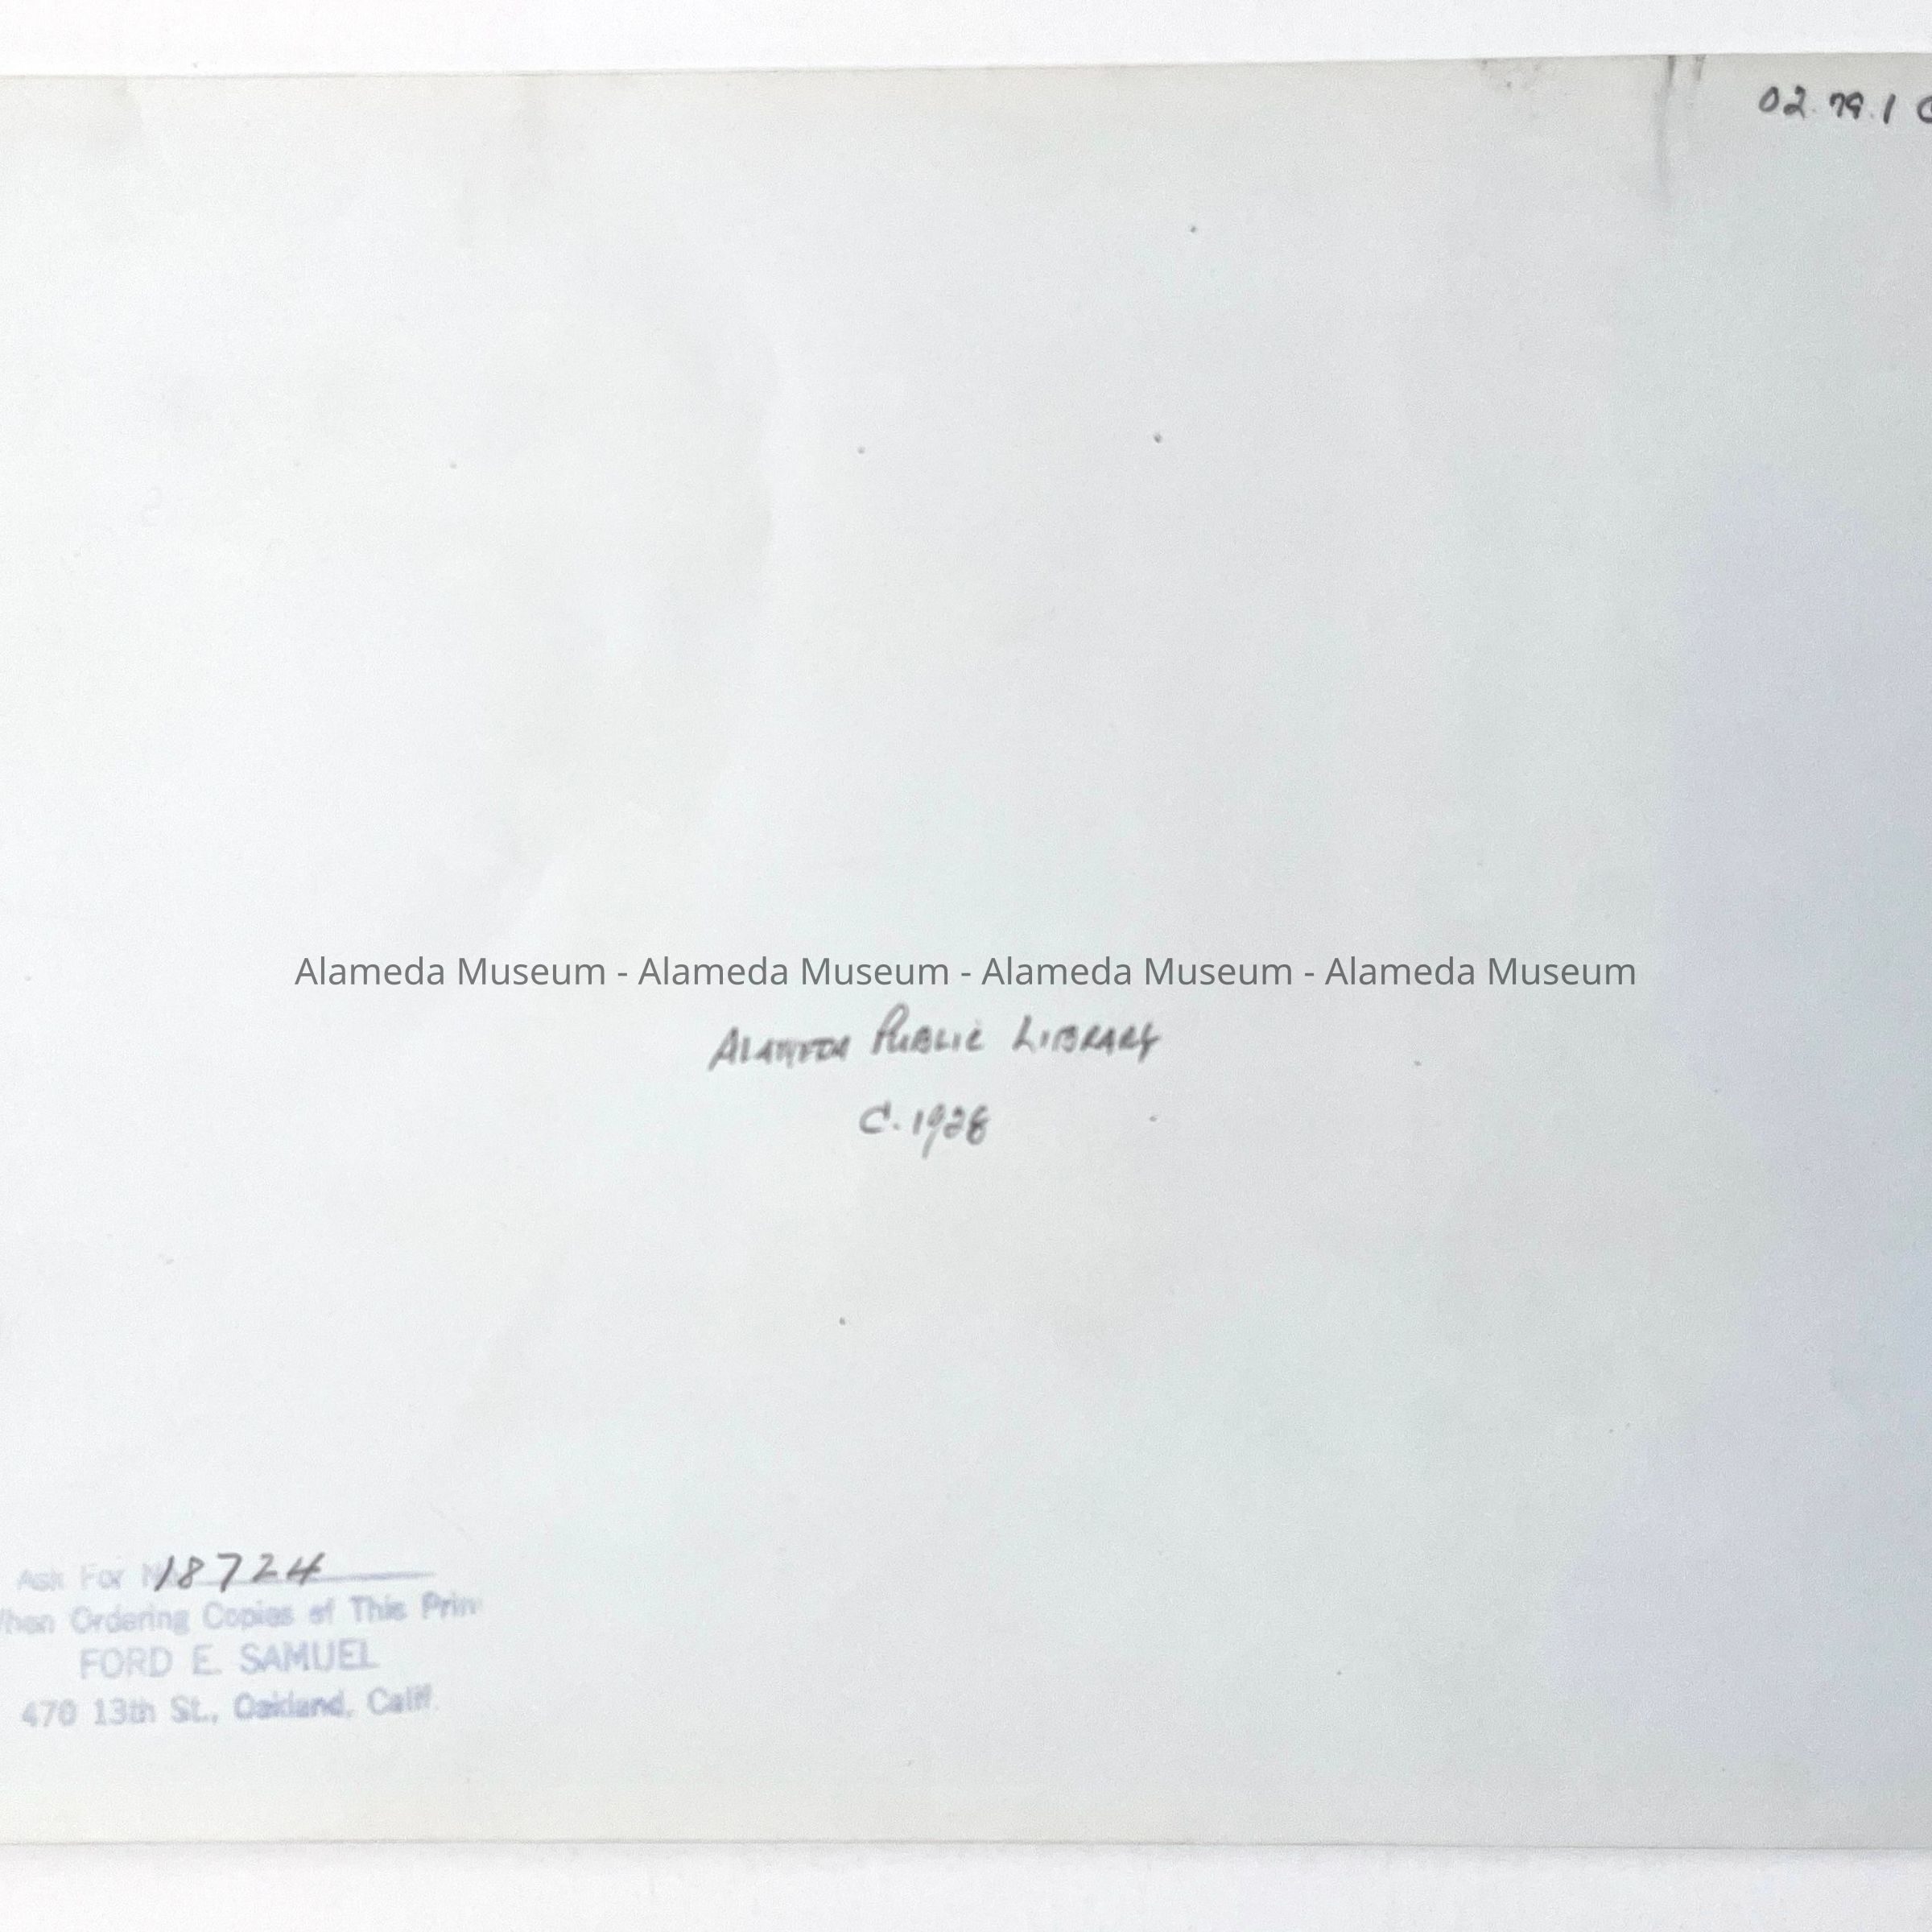 02.79.1
Alameda Museum - Alameda Museum - Alameda Museum - Alameda Museum
ALAMEDA PUBLIC LIBRARY
C. 1928
Ask For No. 18724
When Ordering Copies of This Print
FORD E. SAMUEL
470 13th St., Oakland, Calif.